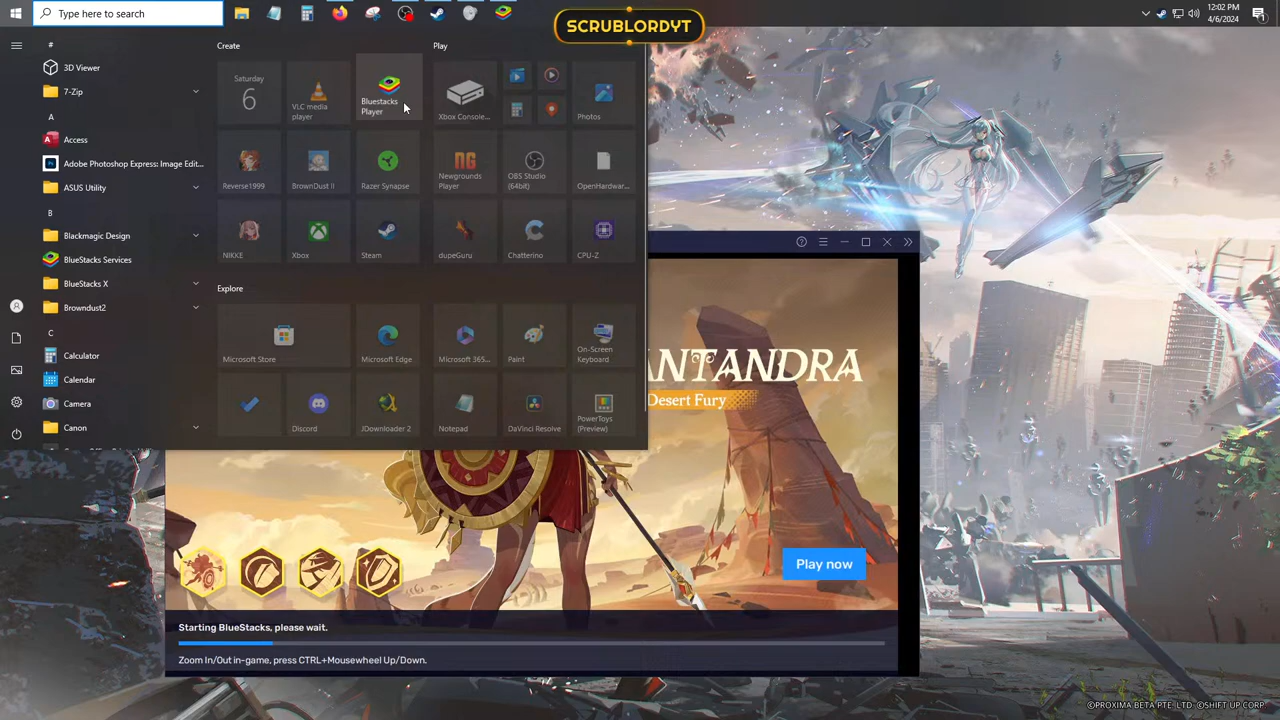 Type here to search
SCRUBLORDYT
12:02 PM
4/6/2024
1
#
3D Viewer
7-Zip
A
Access
Adobe Photoshop Express: Image Edit...
ASUS Utility
B
Blackmagic Design
BlueStacks Services
BlueStacks X
Browndust2
C
Calculator
Calendar
Camera
Canon
Create
Saturday
6
VLC media
player
Bluestacks
Player
Reverse1999
BrownDust II
Razer Synapse
NIKKE
Xbox
Steam
Play
Xbox Console...
Photos
Newgrounds
Player
OBS Studio
(64bit)
OpenHardwar...
dupeGuru
Chatterino
CPU-Z
Explore
Microsoft Store
Microsoft Edge
Microsoft 365...
Paint
On-Screen
Keyboard
Discord
JDownloader 2
Notepad
DaVinci Resolve
PowerToys
(Preview)
ANTANDRA
Desert Fury
Play now
Starting BlueStacks, please wait.
Zoom In/Out in-game, press CTRL+Mousewheel Up/Down.
©PROXIMA BETA PTE. LTD. ©SHIFT UP CORP.